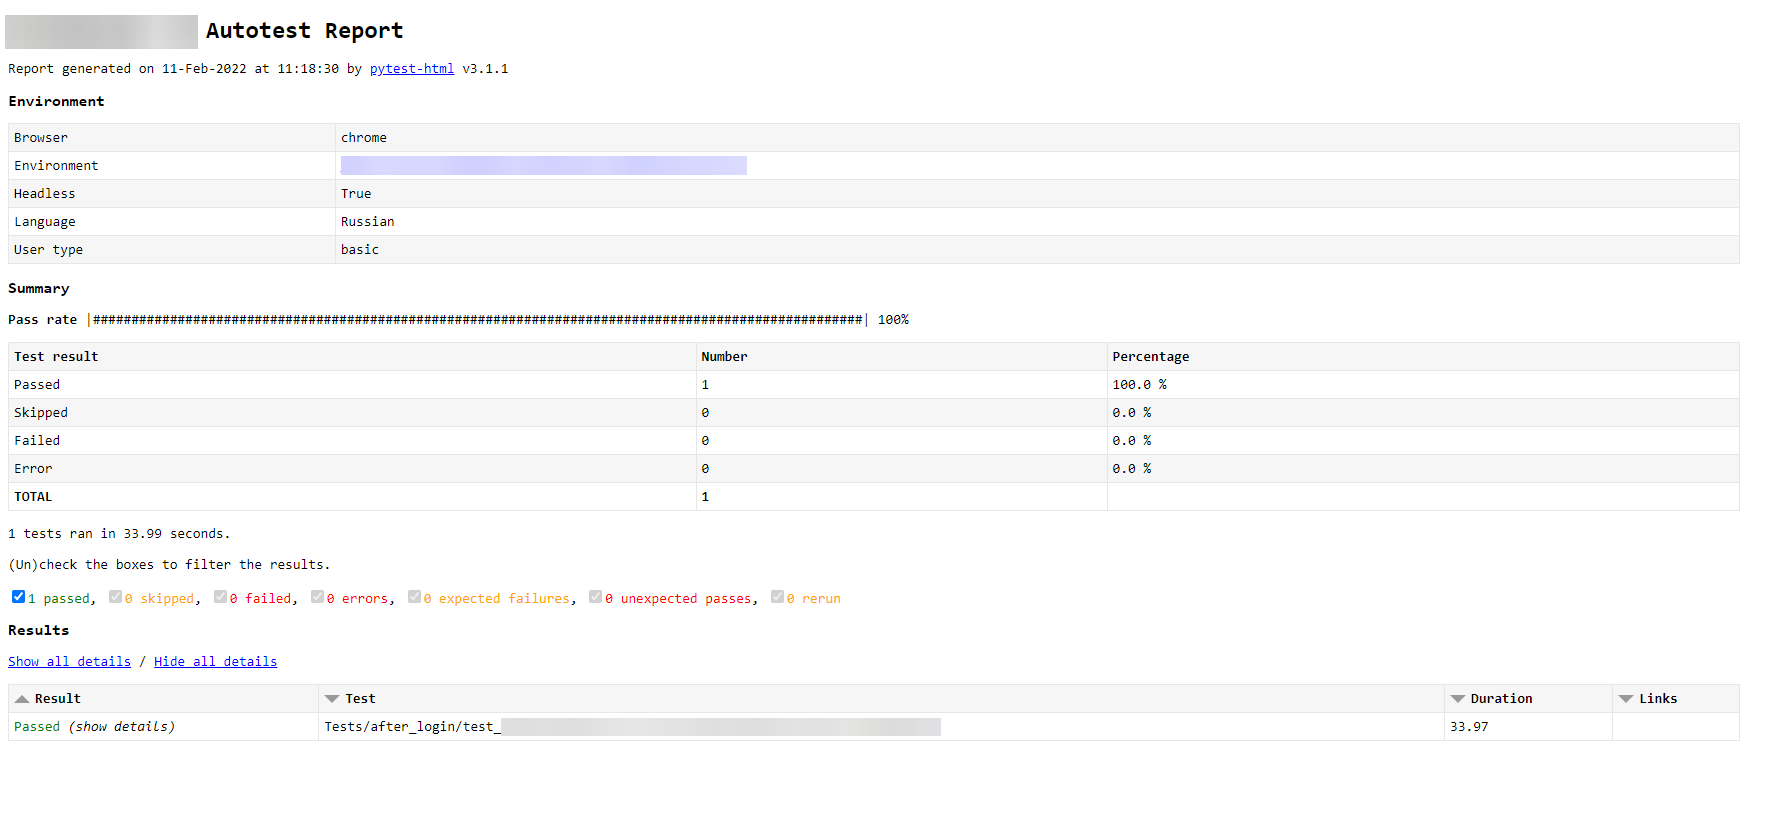 Autotest Report
Report generated on 11-Feb-2022 at 11:18:30 by pytest-html v3.1.1
Environment
Browser chrome
Environment
Headless True
Language Russian
User type basic
Summary
Pass rate |####################################################################################################| 100%
Test result Number Percentage
Passed 1 100.0 %
Skipped 0 0.0 %
Failed 0 0.0 %
Error 0 0.0 %
TOTAL 1
1 tests ran in 33.99 seconds.
(Un)check the boxes to filter the results.
1 passed, 0 skipped, 0 failed, 0 errors, 0 expected failures, 0 unexpected passes, 0 rerun
Results
Show all details / Hide all details
Result Test Duration Links
Passed (show details) Tests/after_login/test_ 33.97